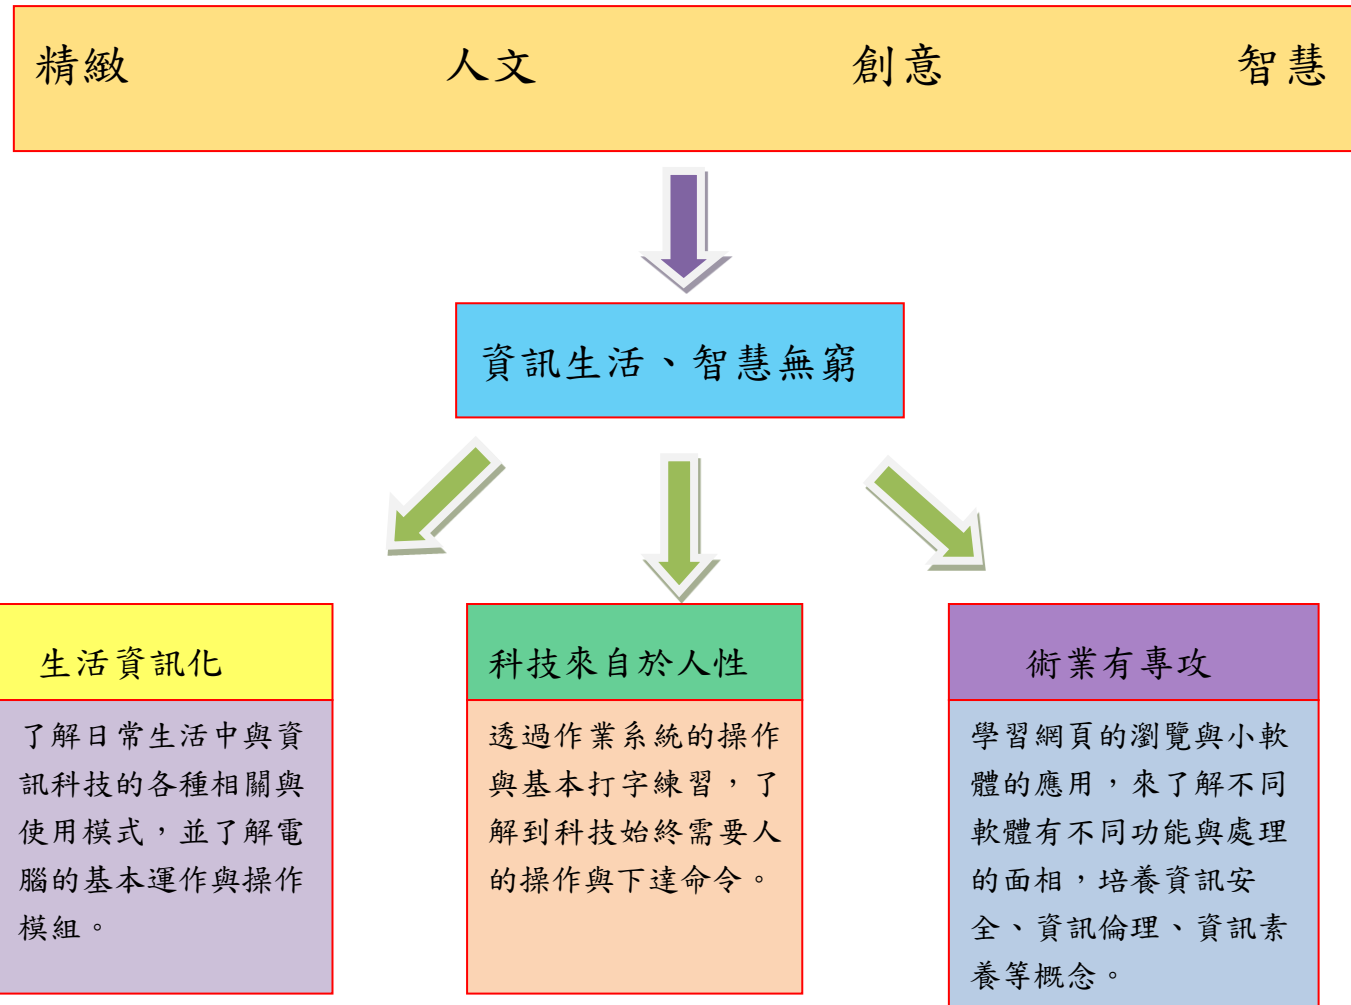 精緻 人文 創意 智慧
資訊生活、智慧無窮
生活資訊化
了解日常生活中與資
訊科技的各種相關與
使用模式，並了解電
腦的基本運作與操作
模組。
科技來自於人性
透過作業系統的操作
與基本打字練習，了
解到科技始終需要人
的操作與下達命令。
術業有專攻
學習網頁的瀏覽與小軟
體的應用，來了解不同
軟體有不同功能與處理
的面相，培養資訊安
全、資訊倫理、資訊素
養等概念。